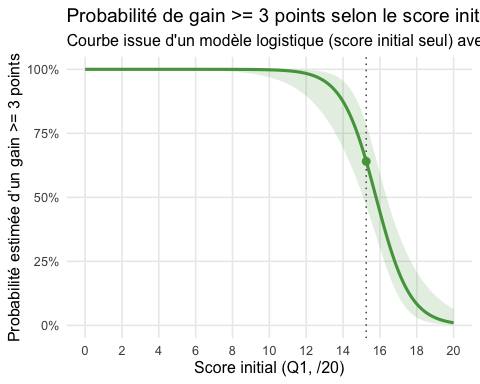 Probabilité de gain >= 3 points selon le score init
Courbe issue d'un modèle logistique (score initial seul) ave
Probabilité estimée d'un gain >= 3 points
100%
75%
50%
25%
0%
0 2 4 6 8 10 12 14 16 18 20
Score initial (Q1, /20)